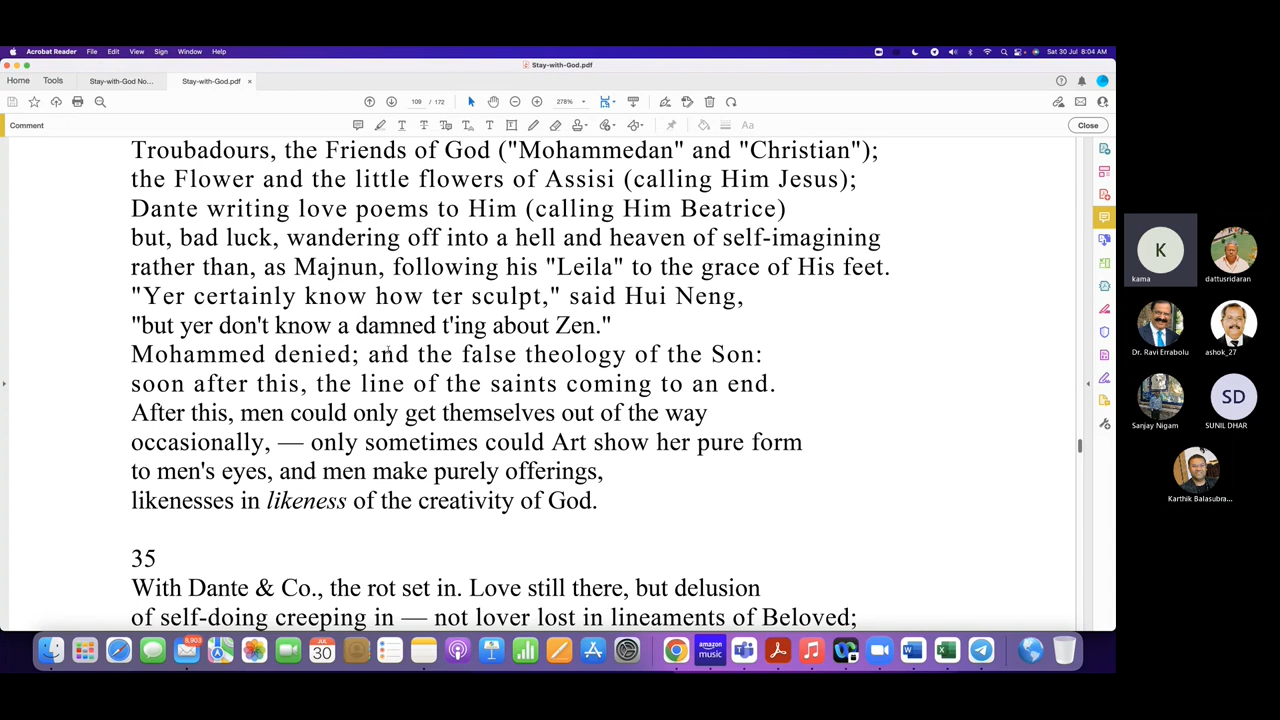 Acrobat Reader File Edit View Sign Window Help Sat 30 Jul 8:04 AM
Stay-with-God.pdf
Home Tools Stay-with-God No... Stay-with-God.pdf ×
109 / 172 278%
Comment Aa Close
Troubadours, the Friends of God ("Mohammedan" and "Christian");
the Flower and the little flowers of Assisi (calling Him Jesus);
Dante writing love poems to Him (calling Him Beatrice)
but, bad luck, wandering off into a hell and heaven of self-imagining
rather than, as Majnun, following his "Leila" to the grace of His feet.
"Yer certainly know how ter sculpt," said Hui Neng,
"but yer don't know a damned t'ing about Zen."
Mohammed denied; and the false theology of the Son:
soon after this, the line of the saints coming to an end.
After this, men could only get themselves out of the way
occasionally, — only sometimes could Art show her pure form
to men's eyes, and men make purely offerings,
likenesses in likeness of the creativity of God.
35
With Dante & Co., the rot set in. Love still there, but delusion
of self-doing creeping in — not lover lost in lineaments of Beloved;
K
kama
dattusridaran
Dr. Ravi Errabolu
ashok_27
SD
Sanjay Nigam
SUNIL DHAR
Karthik Balasubra...
8,903
JUL
30
amazon music